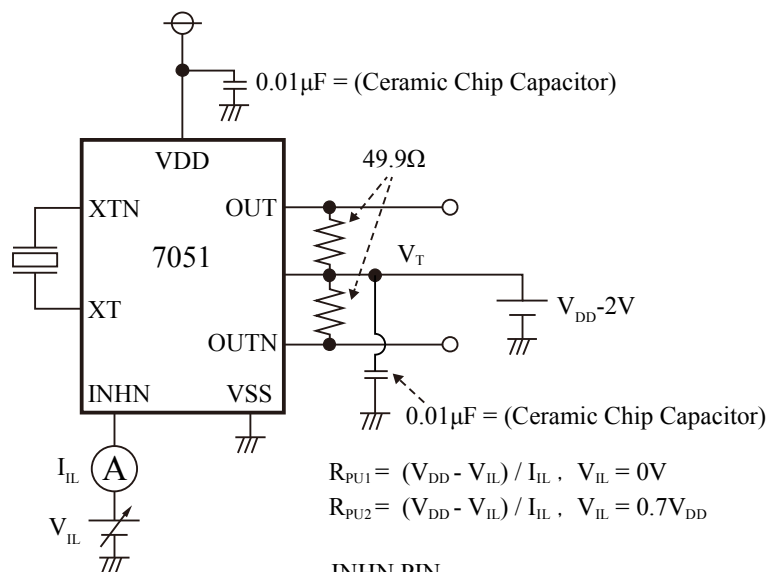 0.01μF = (Ceramic Chip Capacitor)
VDD
49.9Ω
XTN
OUT
7051
V_T
XT
V_DD-2V
OUTN
INHN
VSS
0.01μF = (Ceramic Chip Capacitor)
I_IL
A
R_PU1 = (V_DD - V_IL) / I_IL , V_IL = 0V
R_PU2 = (V_DD - V_IL) / I_IL , V_IL = 0.7V_DD
V_IL
INHN PIN